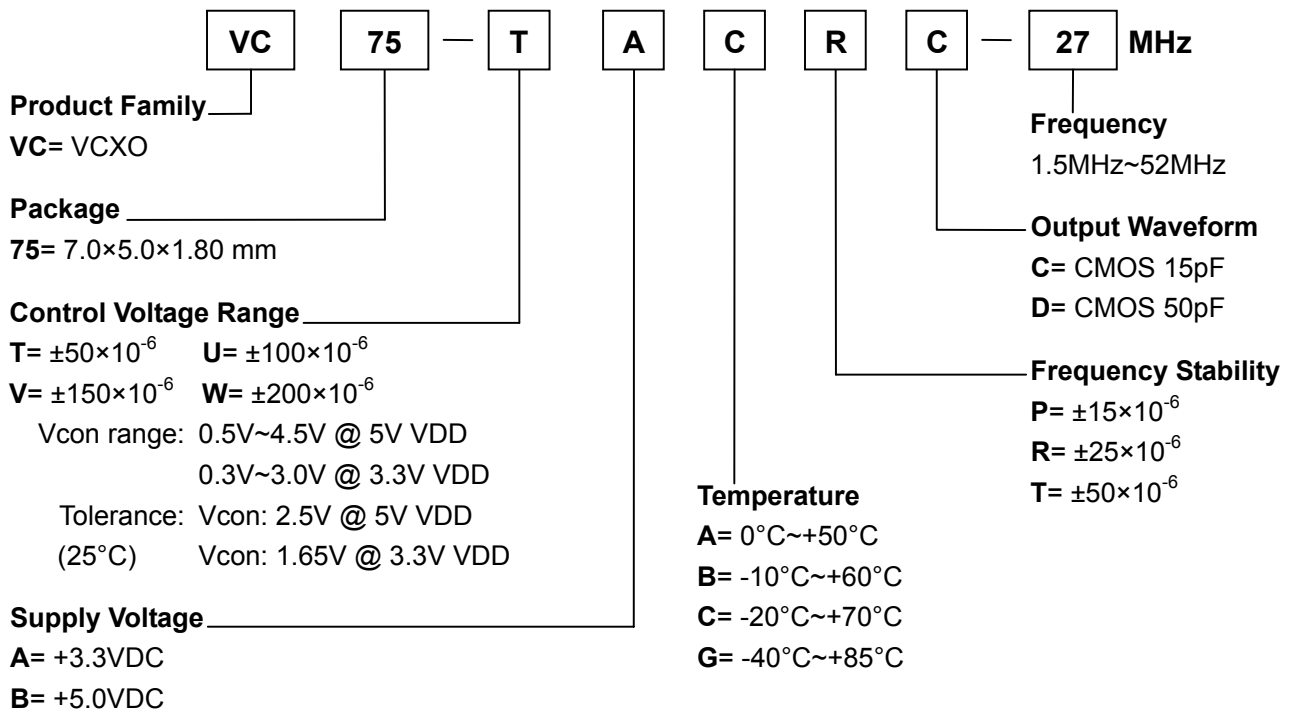 VC 75 — T A C R C — 27 MHz
Product Family
VC= VCXO
Package
75= 7.0×5.0×1.80 mm
Control Voltage Range
T= ±50×10⁻⁶ U= ±100×10⁻⁶
V= ±150×10⁻⁶ W= ±200×10⁻⁶
Vcon range: 0.5V~4.5V @ 5V VDD
0.3V~3.0V @ 3.3V VDD
Tolerance: Vcon: 2.5V @ 5V VDD
(25°C) Vcon: 1.65V @ 3.3V VDD
Supply Voltage
A= +3.3VDC
B= +5.0VDC
Temperature
A= 0°C~+50°C
B= -10°C~+60°C
C= -20°C~+70°C
G= -40°C~+85°C
Frequency
1.5MHz~52MHz
Output Waveform
C= CMOS 15pF
D= CMOS 50pF
Frequency Stability
P= ±15×10⁻⁶
R= ±25×10⁻⁶
T= ±50×10⁻⁶